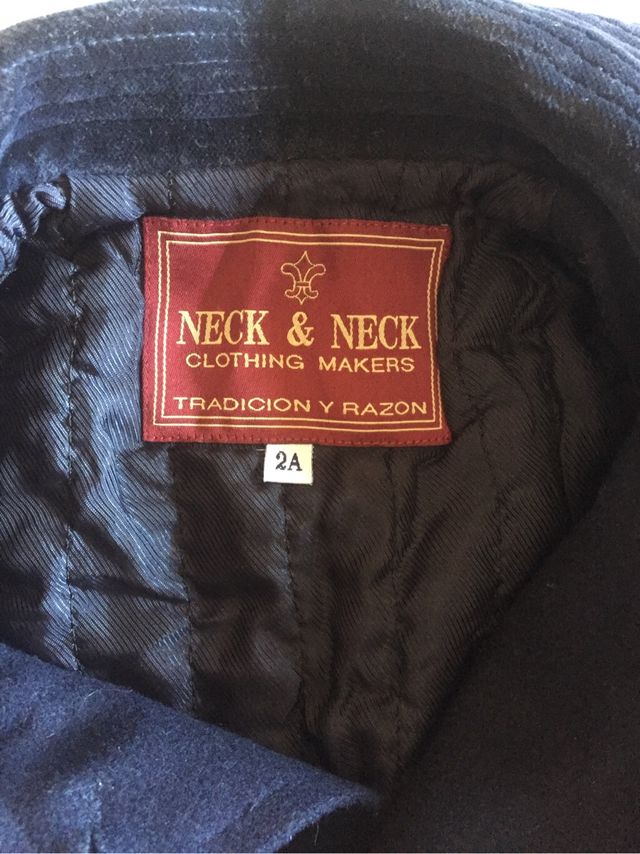 NECK & NECK
CLOTHING MAKERS
TRADICION Y RAZON
2A